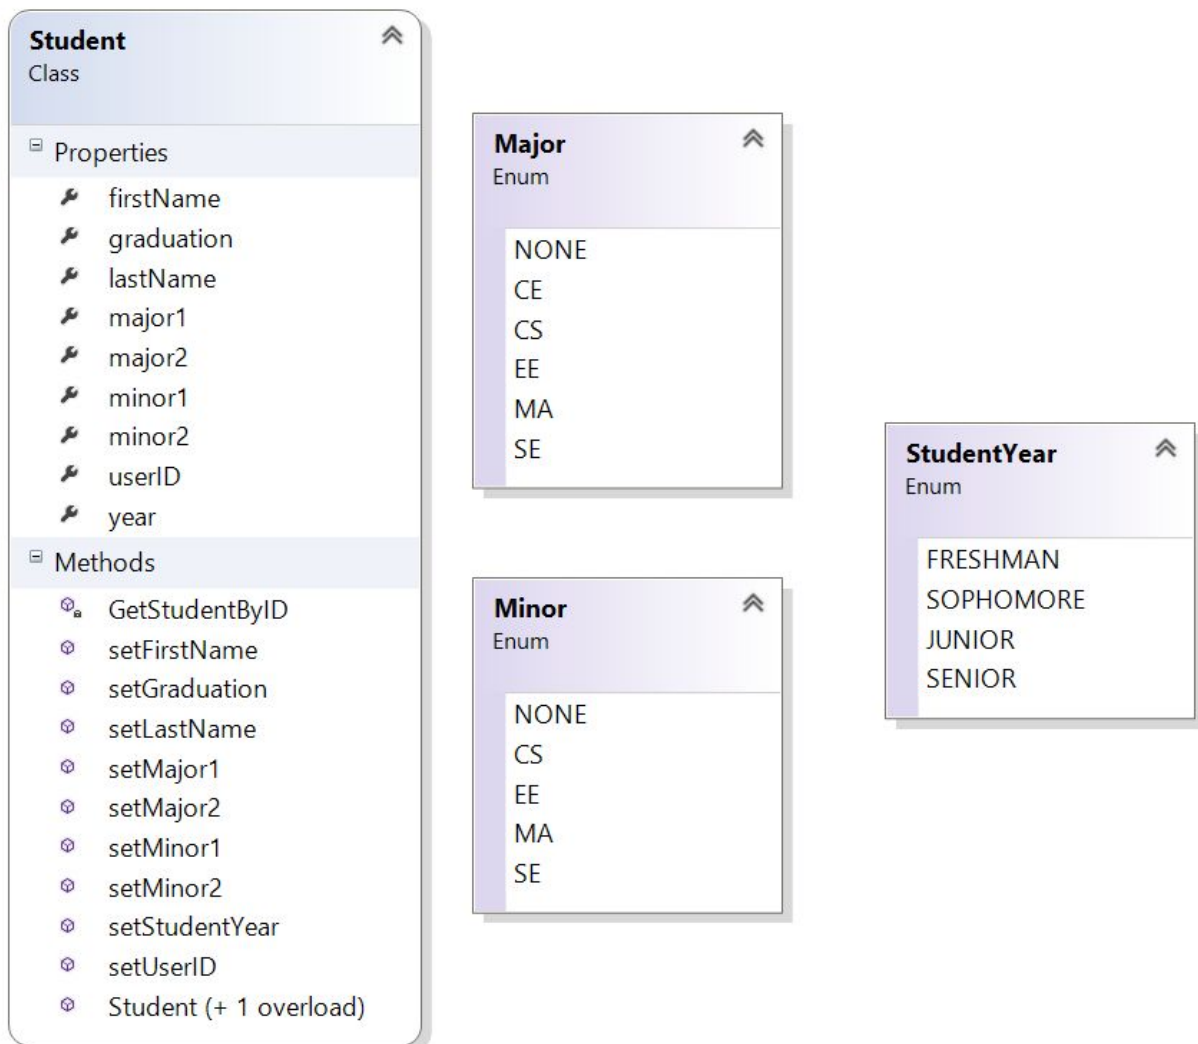 Student
Class
Properties
firstName
graduation
lastName
major1
major2
minor1
minor2
userID
year
Methods
GetStudentByID
setFirstName
setGraduation
setLastName
setMajor1
setMajor2
setMinor1
setMinor2
setStudentYear
setUserID
Student (+ 1 overload)
Major
Enum
NONE
CE
CS
EE
MA
SE
Minor
Enum
NONE
CS
EE
MA
SE
StudentYear
Enum
FRESHMAN
SOPHOMORE
JUNIOR
SENIOR